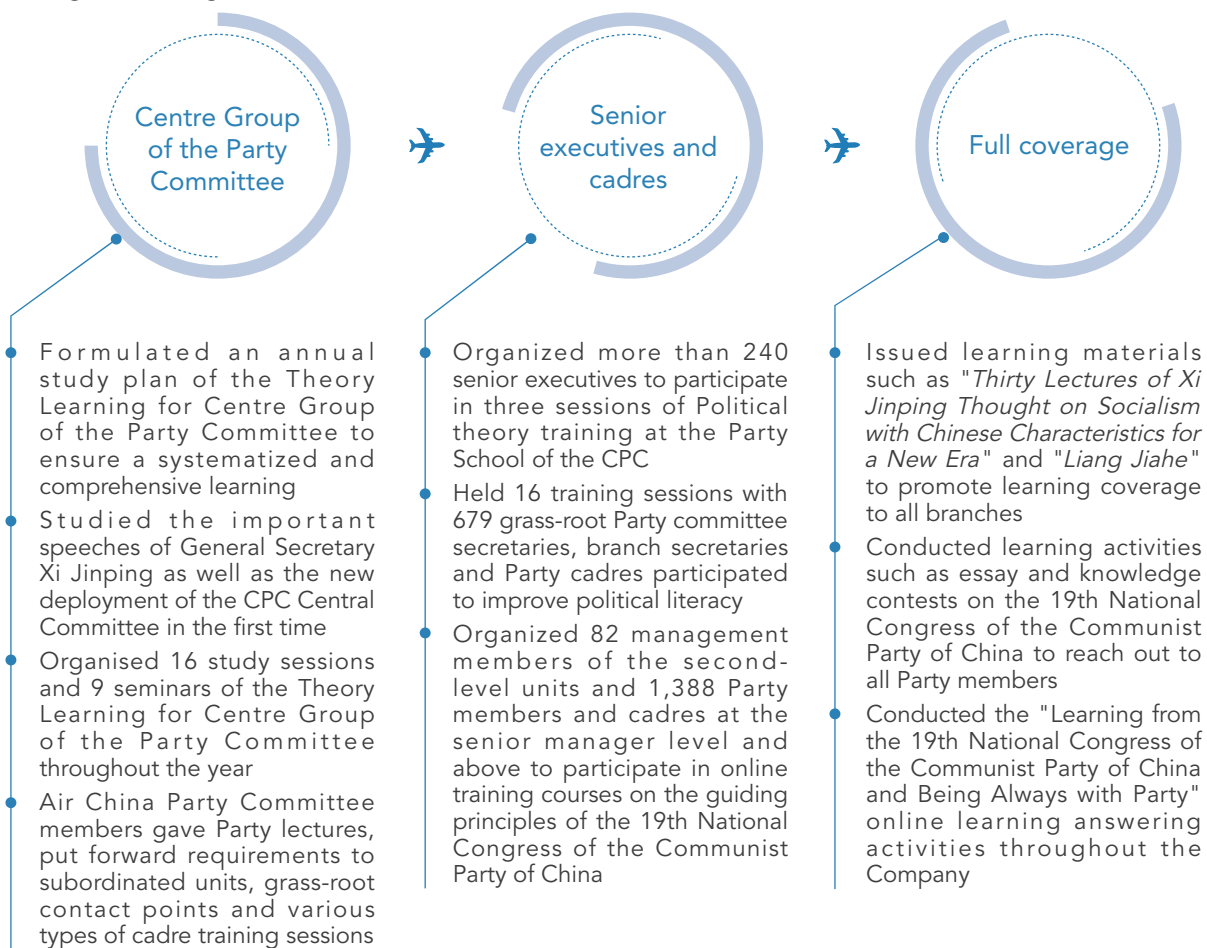 Centre Group
of the Party
Committee
Senior
executives and
cadres
Full coverage
Formulated an annual
study plan of the Theory
Learning for Centre Group
of the Party Committee to
ensure a systematized and
comprehensive learning
Studied the important
speeches of General Secretary
Xi Jinping as well as the new
deployment of the CPC Central
Committee in the first time
Organised 16 study sessions
and 9 seminars of the Theory
Learning for Centre Group
of the Party Committee
throughout the year
Air China Party Committee
members gave Party lectures,
put forward requirements to
subordinated units, grass-root
contact points and various
types of cadre training sessions
Organized more than 240
senior executives to participate
in three sessions of Political
theory training at the Party
School of the CPC
Held 16 training sessions with
679 grass-root Party committee
secretaries, branch secretaries
and Party cadres participated
to improve political literacy
Organized 82 management
members of the second-
level units and 1,388 Party
members and cadres at the
senior manager level and
above to participate in online
training courses on the guiding
principles of the 19th National
Congress of the Communist
Party of China
Issued learning materials
such as "Thirty Lectures of Xi
Jinping Thought on Socialism
with Chinese Characteristics for
a New Era" and "Liang Jiahe"
to promote learning coverage
to all branches
Conducted learning activities
such as essay and knowledge
contests on the 19th National
Congress of the Communist
Party of China to reach out to
all Party members
Conducted the "Learning from
the 19th National Congress of
the Communist Party of China
and Being Always with Party"
online learning answering
activities throughout the
Company